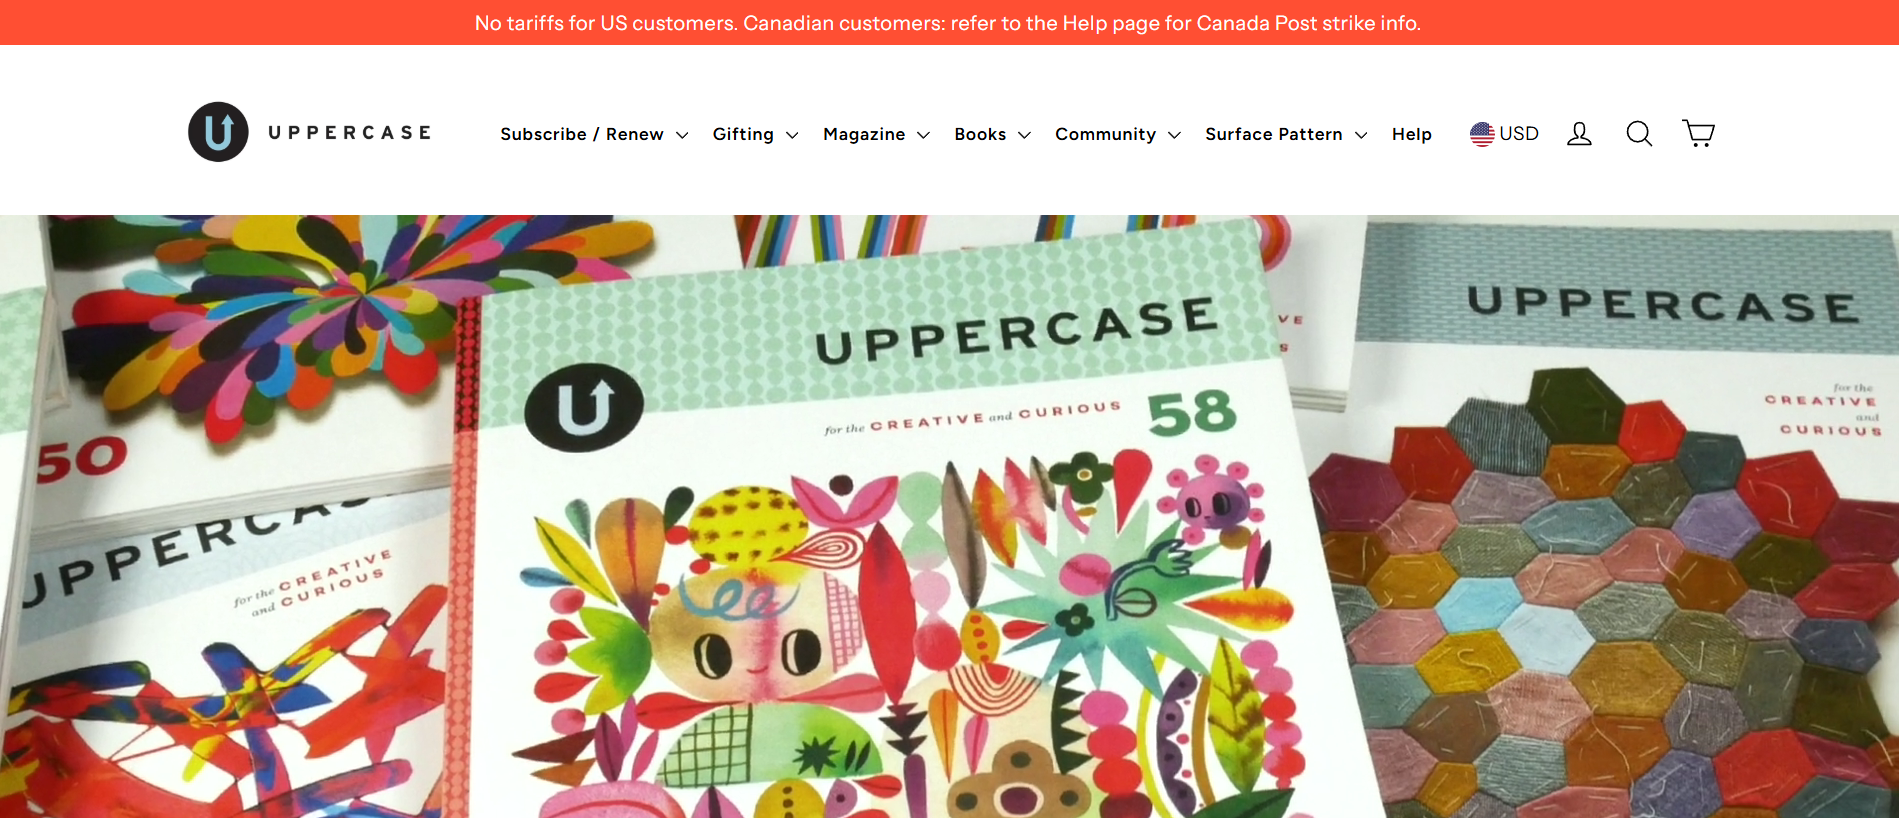 No tariffs for US customers. Canadian customers: refer to the Help page for Canada Post strike info.
UPPERCASE
Subscribe / Renew
Gifting
Magazine
Books
Community
Surface Pattern
Help
USD
UPPERCASE
58
for the CREATIVE and CURIOUS
UPPERCASE
for the
CREATIVE
and
CURIOUS
50
for the CREATIVE
and CURIOUS